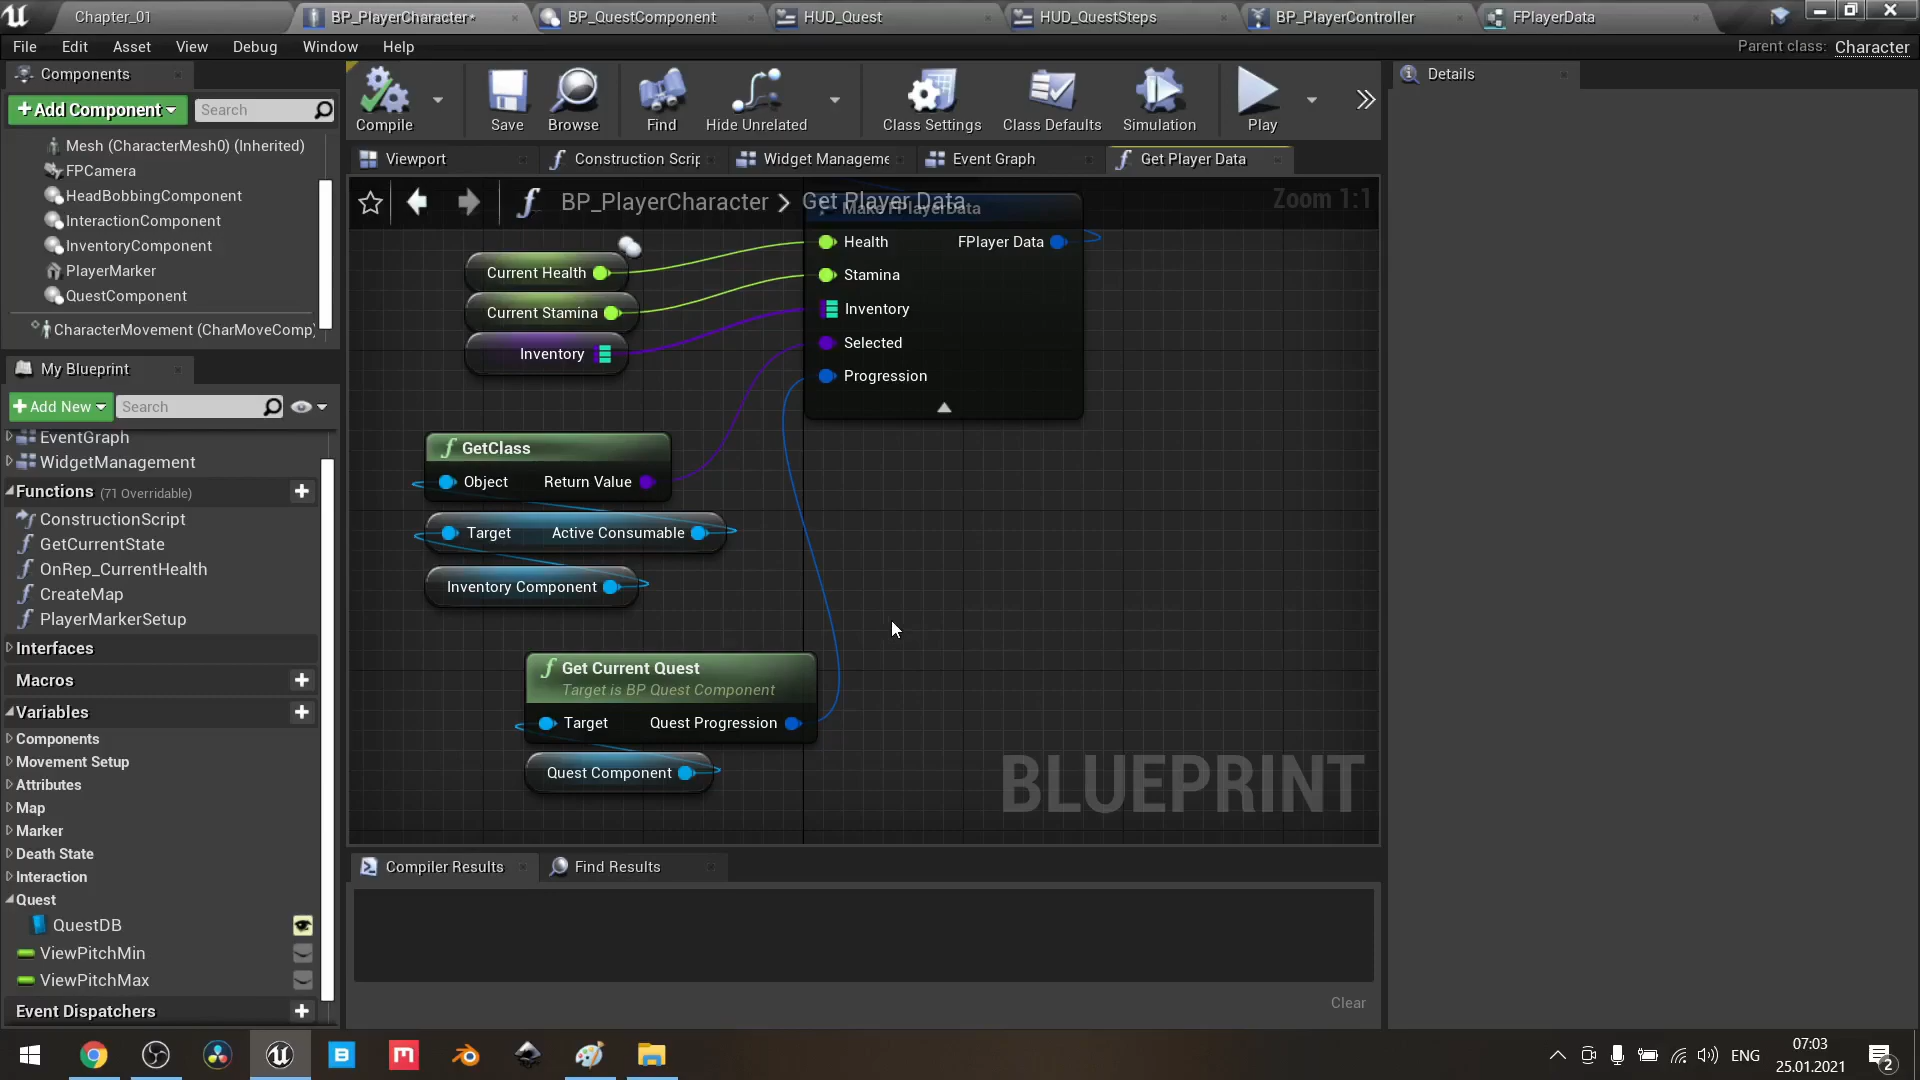 Chapter_01
BP_PlayerCharacter*
BP_QuestComponent
HUD_Quest
HUD_QuestSteps
BP_PlayerController
FPlayerData
File
Edit
Asset
View
Debug
Window
Help
Parent class: Character
Components
Add Component
Search
Mesh (CharacterMesh0) (Inherited)
FPCamera
HeadBobbingComponent
InteractionComponent
InventoryComponent
PlayerMarker
QuestComponent
CharacterMovement (CharMoveComp)
My Blueprint
Add New
Search
EventGraph
WidgetManagement
Functions (71 Overridable)
ConstructionScript
GetCurrentState
OnRep_CurrentHealth
CreateMap
PlayerMarkerSetup
Interfaces
Macros
Variables
Components
Movement Setup
Attributes
Map
Marker
Death State
Interaction
Quest
QuestDB
ViewPitchMin
ViewPitchMax
Event Dispatchers
Compile
Save
Browse
Find
Hide Unrelated
Class Settings
Class Defaults
Simulation
Play
Viewport
Construction Scrip
Widget Manageme
Event Graph
Get Player Data
BP_PlayerCharacter > Get Player Data
Zoom 1:1
Make FPlayerData
Health
FPlayer Data
Stamina
Inventory
Selected
Progression
Current Health
Current Stamina
Inventory
GetClass
Object
Return Value
Target
Active Consumable
Inventory Component
Get Current Quest
Target is BP Quest Component
Target
Quest Progression
Quest Component
BLUEPRINT
Compiler Results
Find Results
Clear
Details
ENG
07:03
25.01.2021
2